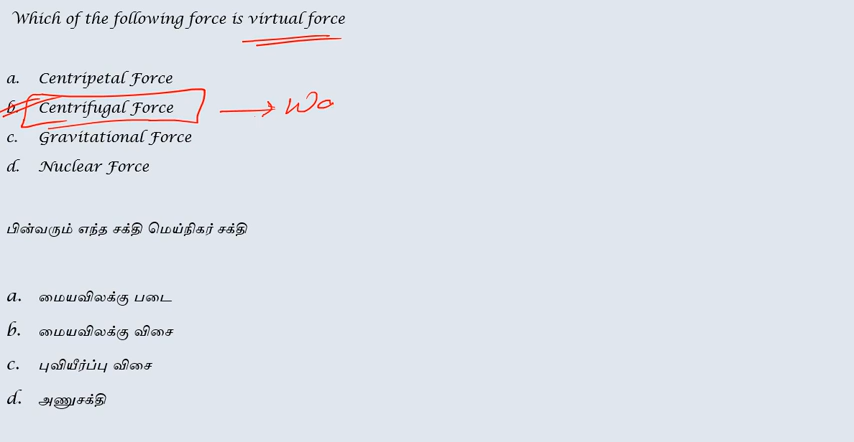 Which of the following force is virtual force
a. Centripetal Force
b. Centrifugal Force → Wa
c. Gravitational Force
d. Nuclear Force
பின்வரும் எந்த சக்தி மெய்நிகர் சக்தி
a. மையவிலக்கு படை
b. மையவிலக்கு விசை
c. புவியீர்ப்பு விசை
d. அணுசக்தி